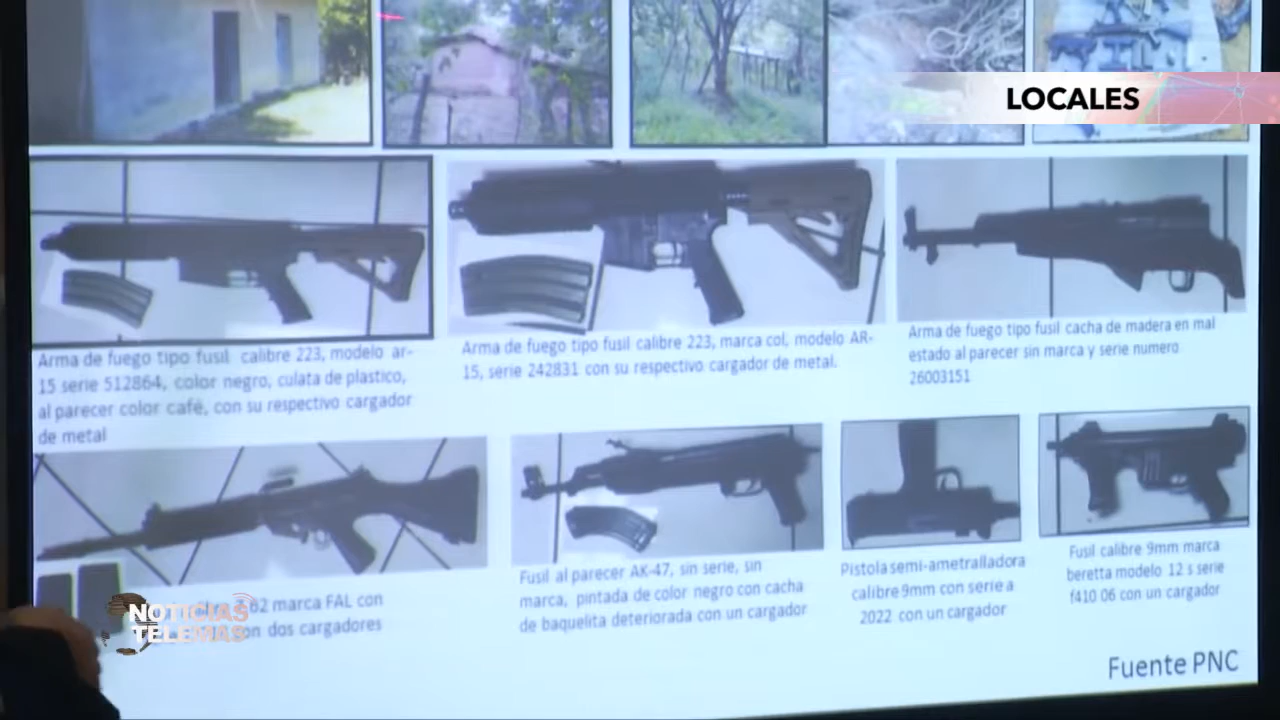 LOCALES
Arma de fuego tipo fusil calibre 223, modelo ar-
15 serie 512864, color negro, culata de plastico,
al parecer color café, con su respectivo cargador
de metal
Arma de fuego tipo fusil calibre 223, marca col, modelo AR-
15, serie 242831 con su respectivo cargador de metal.
Arma de fuego tipo fusil cacha de madera en mal
estado al parecer sin marca y serie numero
26003151
62 marca FAL con
on dos cargadores
Fusil al parecer AK-47, sin serie, sin
marca, pintada de color negro con cacha
de baquelita deteriorada con un cargador
Pistola semi-ametralladora
calibre 9mm con serie a
2022 con un cargador
Fusil calibre 9mm marca
beretta modelo 12 s serie
f410 06 con un cargador
NOTICIAS
TELEMAS
Fuente PNC